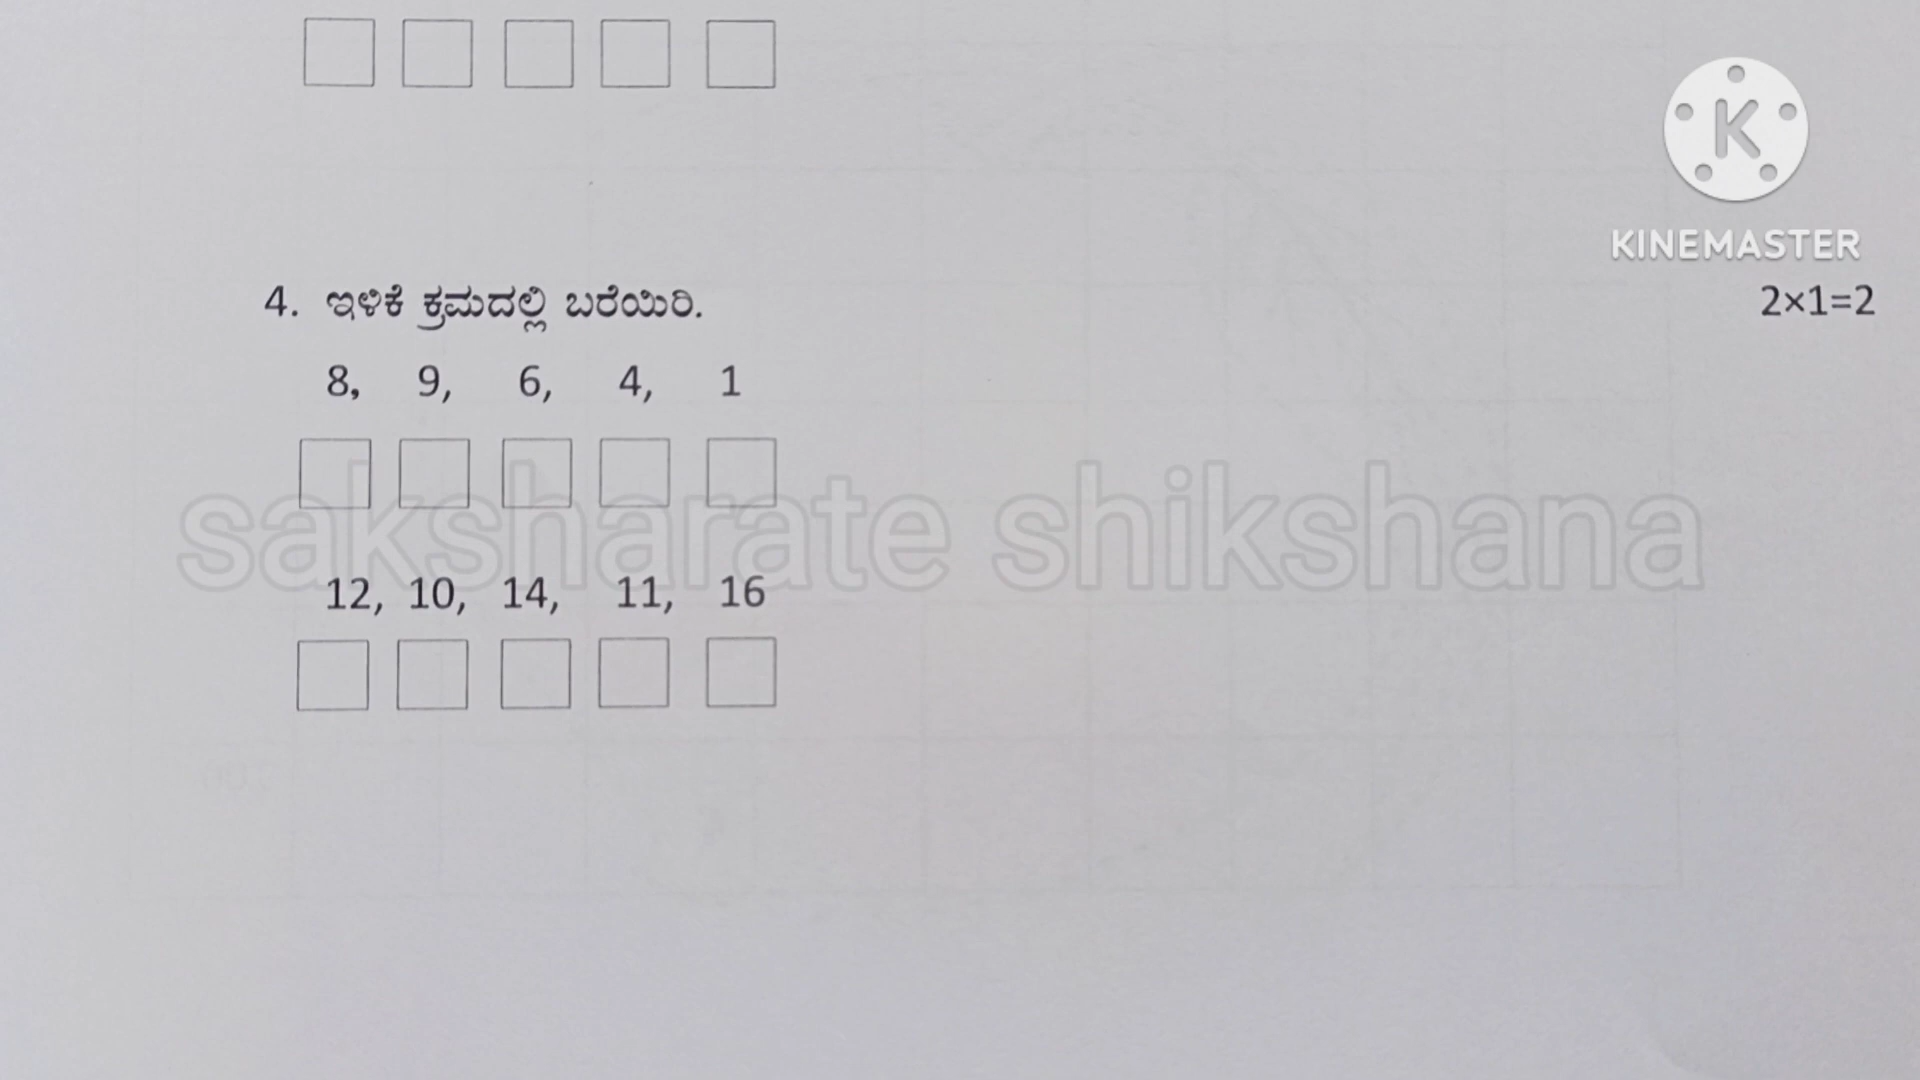 KINEMASTER
4. ಇಳಿಕೆ ಕ್ರಮದಲ್ಲಿ ಬರೆಯಿರಿ. 2×1=2
8, 9, 6, 4, 1
saksharate shikshana
12, 10, 14, 11, 16